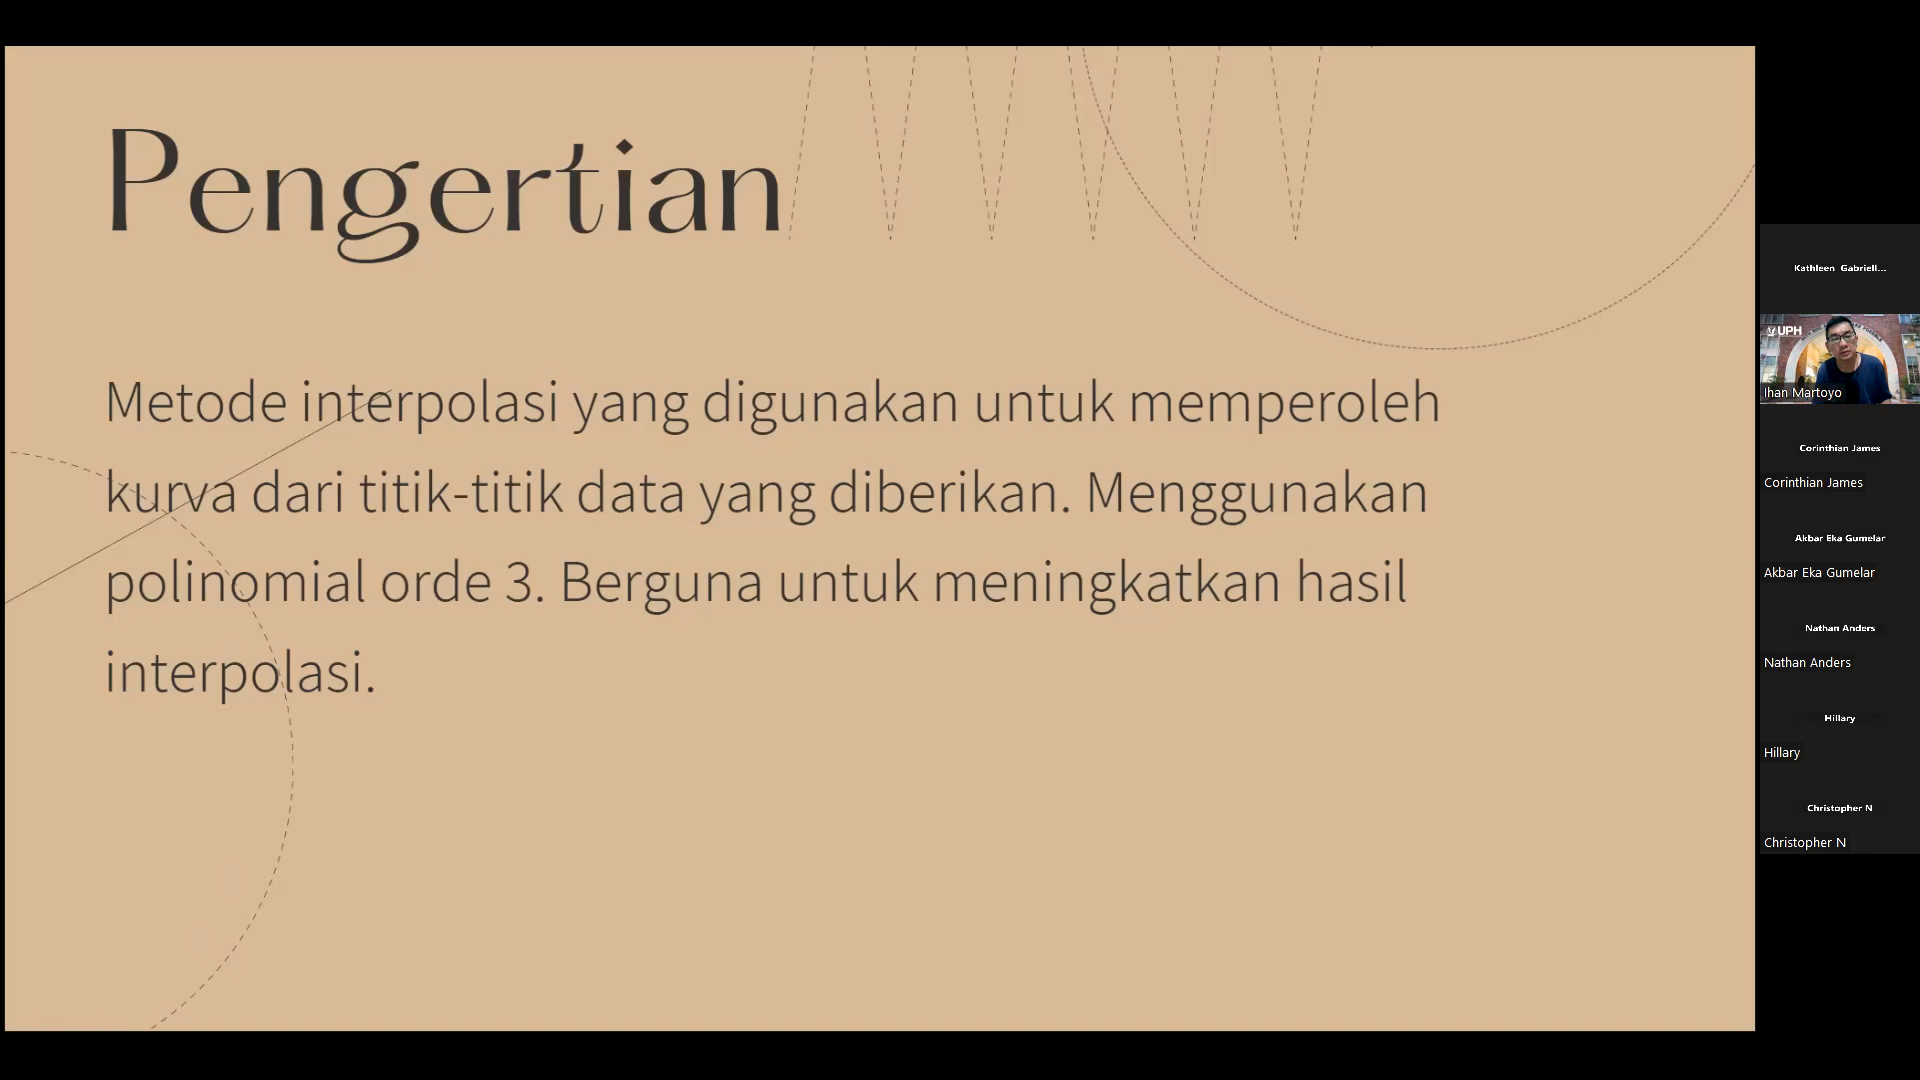 Pengertian
Metode interpolasi yang digunakan untuk memperoleh
kurva dari titik-titik data yang diberikan. Menggunakan
polinomial orde 3. Berguna untuk meningkatkan hasil
interpolasi.
Kathleen Gabriell...
UPH
Ihan Martoyo
Corinthian James
Corinthian James
Akbar Eka Gumelar
Akbar Eka Gumelar
Nathan Anders
Nathan Anders
Hillary
Hillary
Christopher N
Christopher N